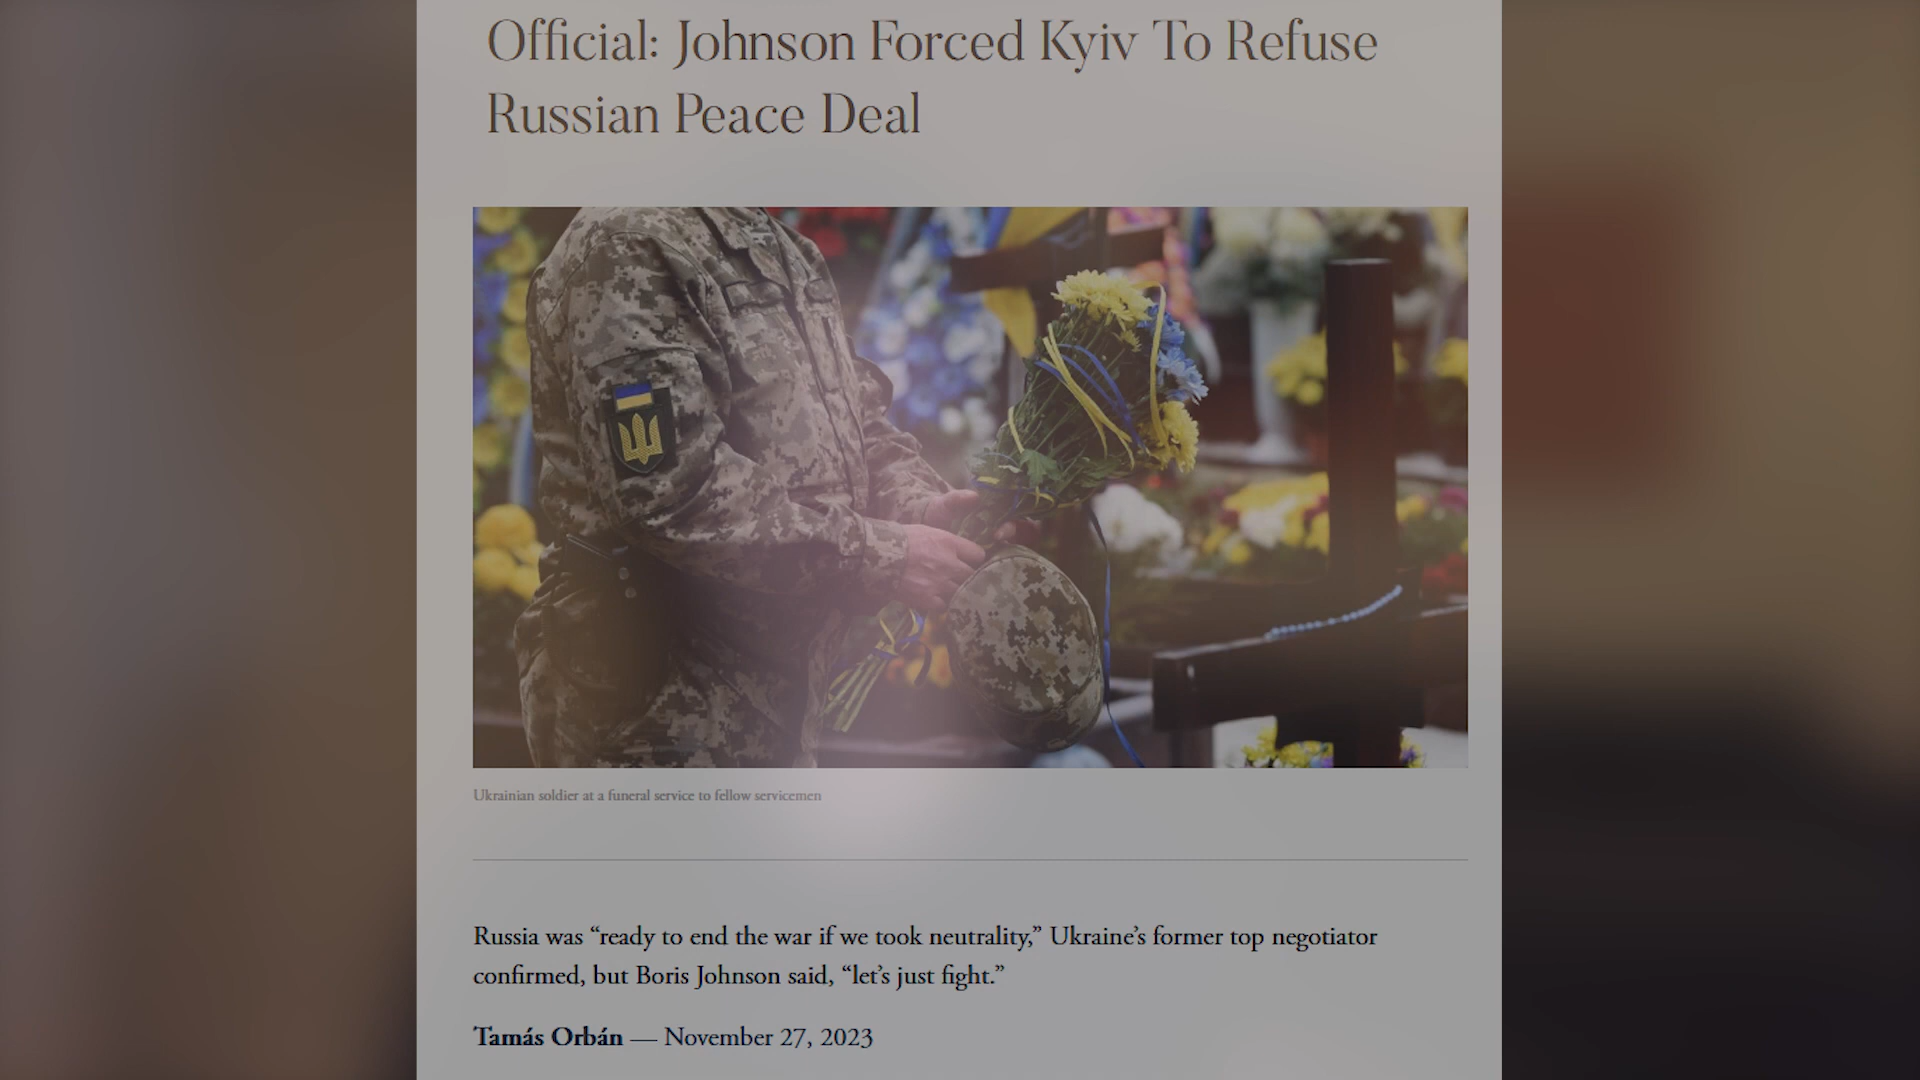 Official: Johnson Forced Kyiv To Refuse
Russian Peace Deal
Ukrainian soldier at a funeral service to fellow servicemen
Russia was “ready to end the war if we took neutrality,” Ukraine’s former top negotiator
confirmed, but Boris Johnson said, “let’s just fight.”
Tamás Orbán — November 27, 2023